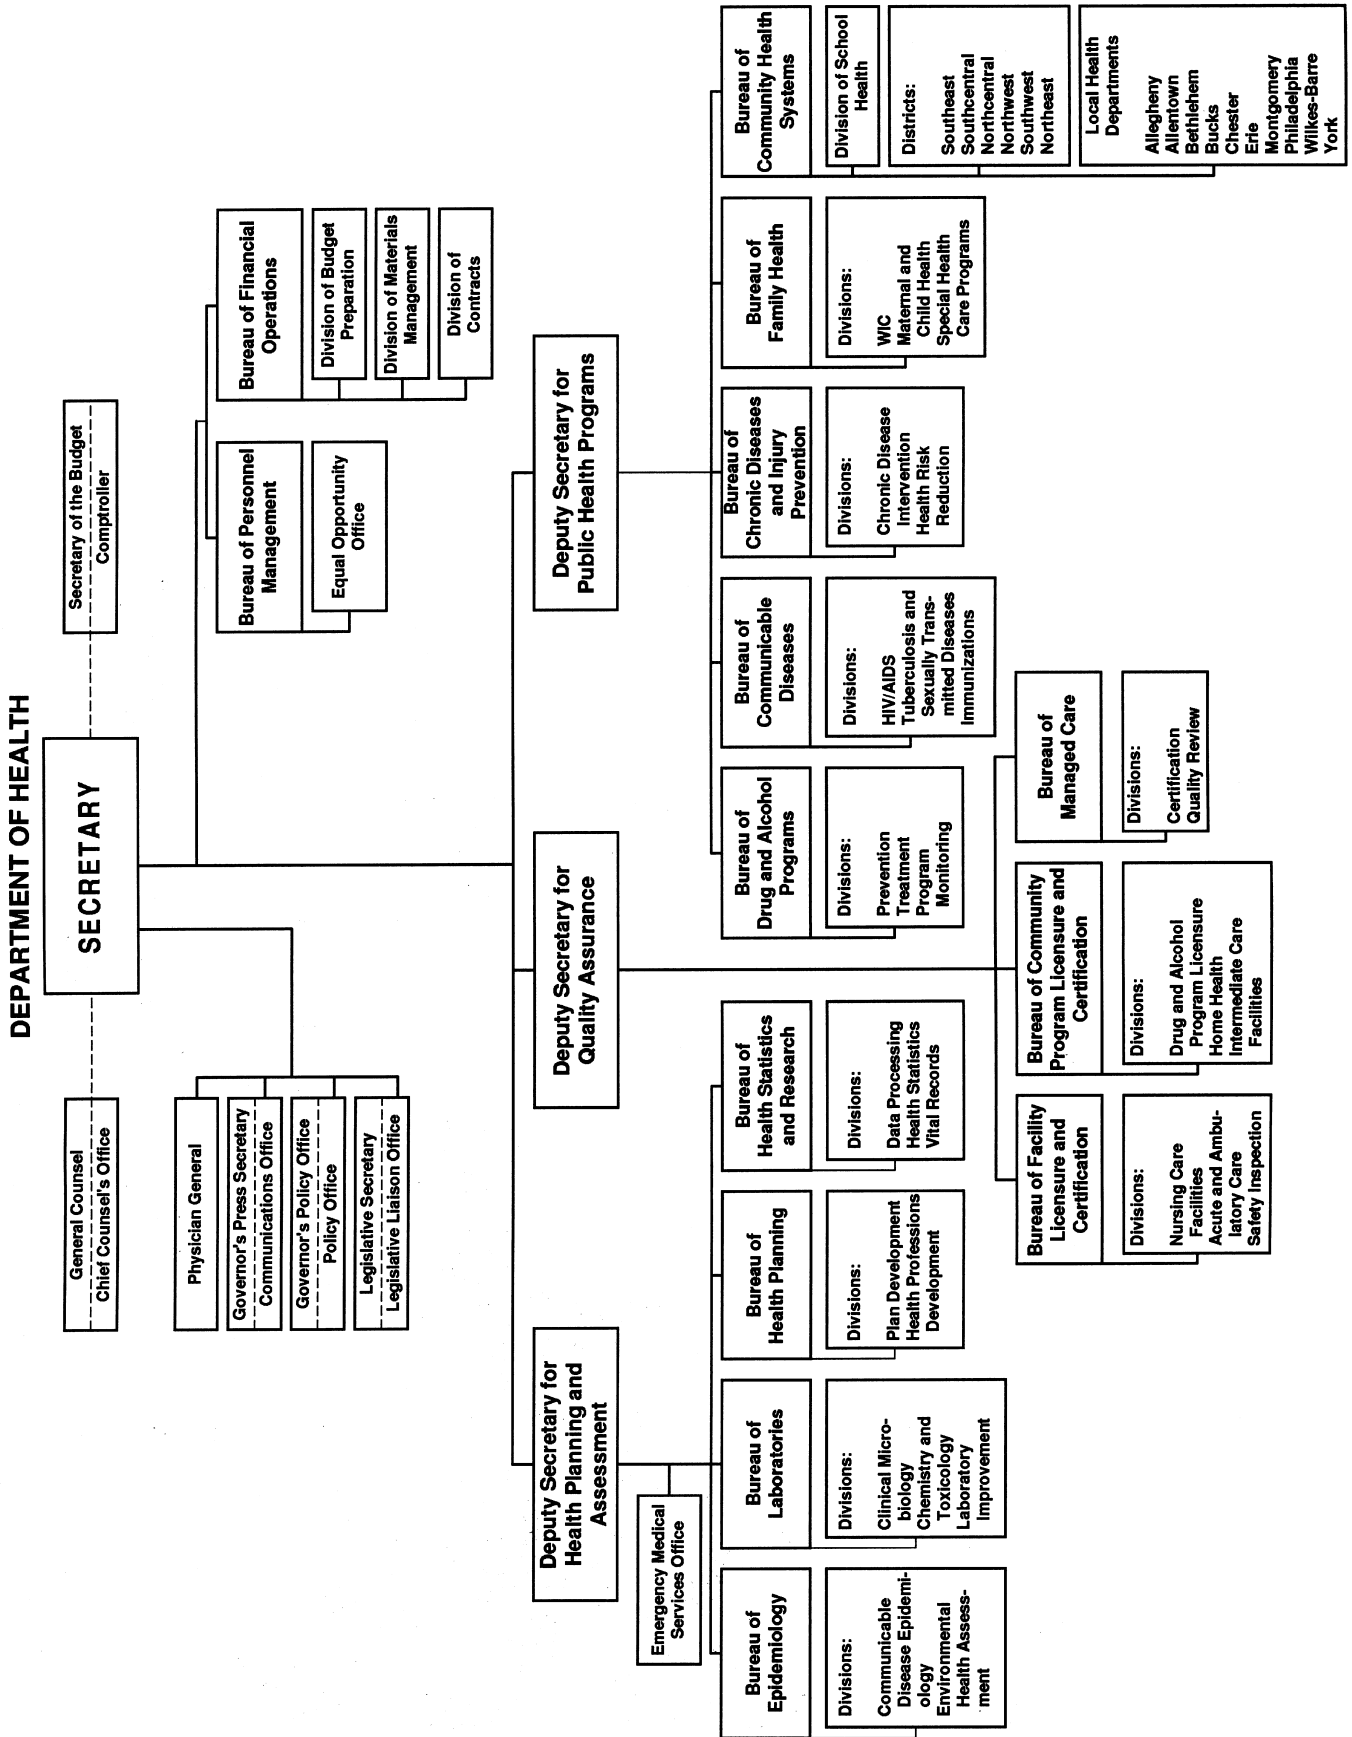 DEPARTMENT OF HEALTH
SECRETARY
General Counsel
Chief Counsel's Office
Secretary of the Budget
Comptroller
Physician General
Governor's Press Secretary
Communications Office
Governor's Policy Office
Policy Office
Legislative Secretary
Legislative Liaison Office
Bureau of Personnel
Management
Equal Opportunity
Office
Bureau of Financial
Operations
Division of Budget
Preparation
Division of Materials
Management
Division of
Contracts
Deputy Secretary for
Health Planning and
Assessment
Deputy Secretary for
Quality Assurance
Deputy Secretary for
Public Health Programs
Emergency Medical
Services Office
Bureau of
Epidemiology
Divisions:
Communicable
Disease Epidemi-
ology
Environmental
Health Assess-
ment
Bureau of
Laboratories
Divisions:
Clinical Micro-
biology
Chemistry and
Toxicology
Laboratory
Improvement
Bureau of
Health Planning
Divisions:
Plan Development
Health Professions
Development
Bureau of
Health Statistics
and Research
Divisions:
Data Processing
Health Statistics
Vital Records
Bureau of
Drug and Alcohol
Programs
Divisions:
Prevention
Treatment
Program
Monitoring
Bureau of
Communicable
Diseases
Divisions:
HIV/AIDS
Tuberculosis and
Sexually Trans-
mitted Diseases
Immunizations
Bureau of
Chronic Diseases
and Injury
Prevention
Divisions:
Chronic Disease
Intervention
Health Risk
Reduction
Bureau of
Family Health
Divisions:
WIC
Maternal and
Child Health
Special Health
Care Programs
Bureau of
Community Health
Systems
Division of School
Health
Districts:
Southeast
Southcentral
Northcentral
Northwest
Southwest
Northeast
Local Health
Departments
Allegheny
Allentown
Bethlehem
Bucks
Chester
Erie
Montgomery
Philadelphia
Wilkes-Barre
York
Bureau of Facility
Licensure and
Certification
Divisions:
Nursing Care
Facilities
Acute and Ambu-
latory Care
Safety Inspection
Bureau of Community
Program Licensure and
Certification
Divisions:
Drug and Alcohol
Program Licensure
Home Health
Intermediate Care
Facilities
Bureau of
Managed Care
Divisions:
Certification
Quality Review